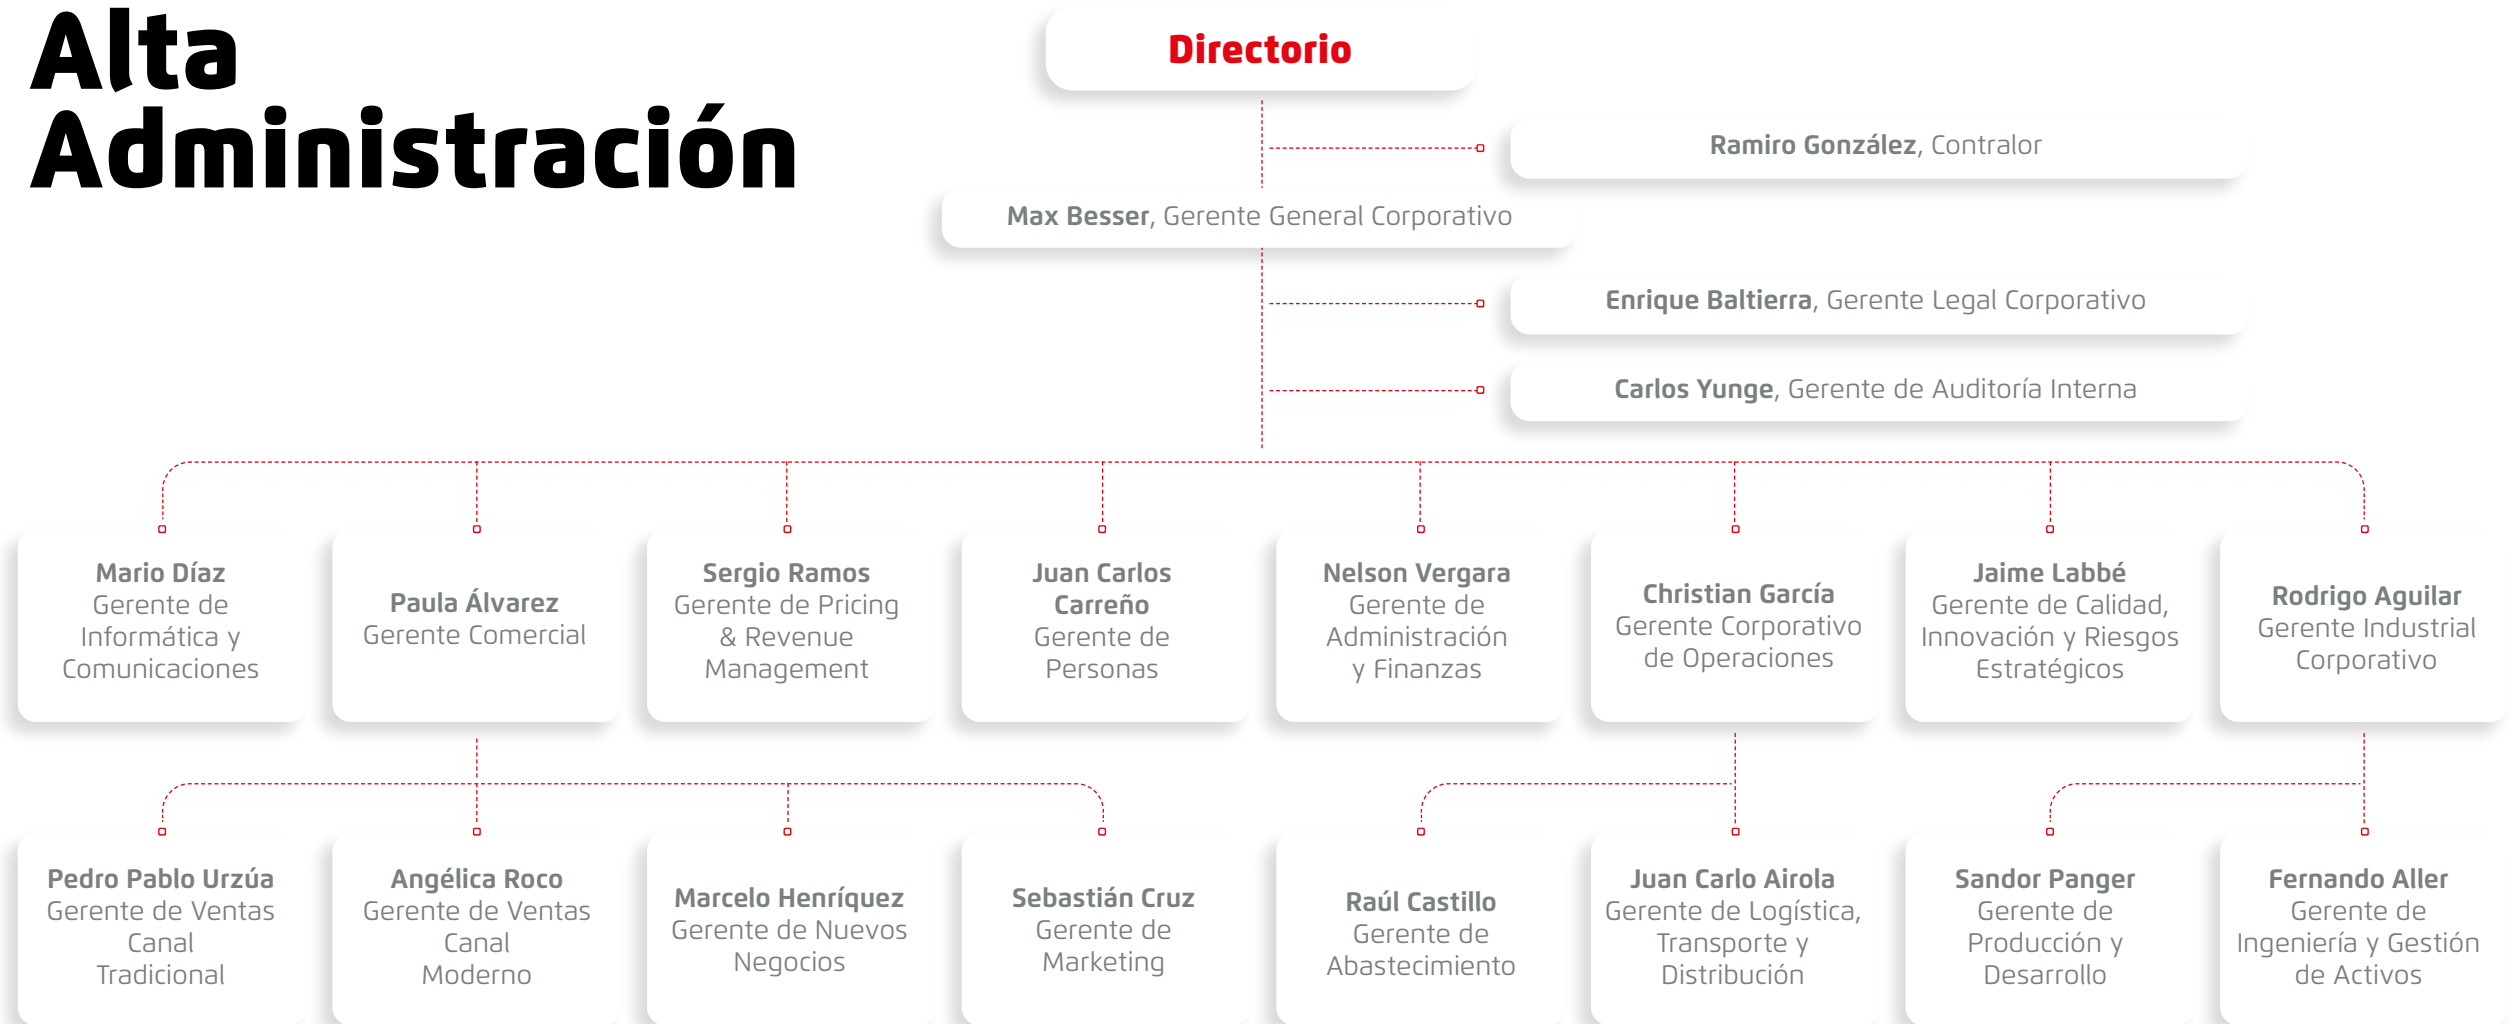 Alta
Administración
Directorio
Ramiro González, Contralor
Max Besser, Gerente General Corporativo
Enrique Baltierra, Gerente Legal Corporativo
Carlos Yunge, Gerente de Auditoría Interna
Mario Díaz
Gerente de
Informática y
Comunicaciones
Paula Álvarez
Gerente Comercial
Sergio Ramos
Gerente de Pricing
& Revenue
Management
Juan Carlos
Carreño
Gerente de
Personas
Nelson Vergara
Gerente de
Administración
y Finanzas
Christian García
Gerente Corporativo
de Operaciones
Jaime Labbé
Gerente de Calidad,
Innovación y Riesgos
Estratégicos
Rodrigo Aguilar
Gerente Industrial
Corporativo
Pedro Pablo Urzúa
Gerente de Ventas
Canal
Tradicional
Angélica Roco
Gerente de Ventas
Canal
Moderno
Marcelo Henríquez
Gerente de Nuevos
Negocios
Sebastián Cruz
Gerente de
Marketing
Raúl Castillo
Gerente de
Abastecimiento
Juan Carlo Airola
Gerente de Logística,
Transporte y
Distribución
Sandor Panger
Gerente de
Producción y
Desarrollo
Fernando Aller
Gerente de
Ingeniería y Gestión
de Activos